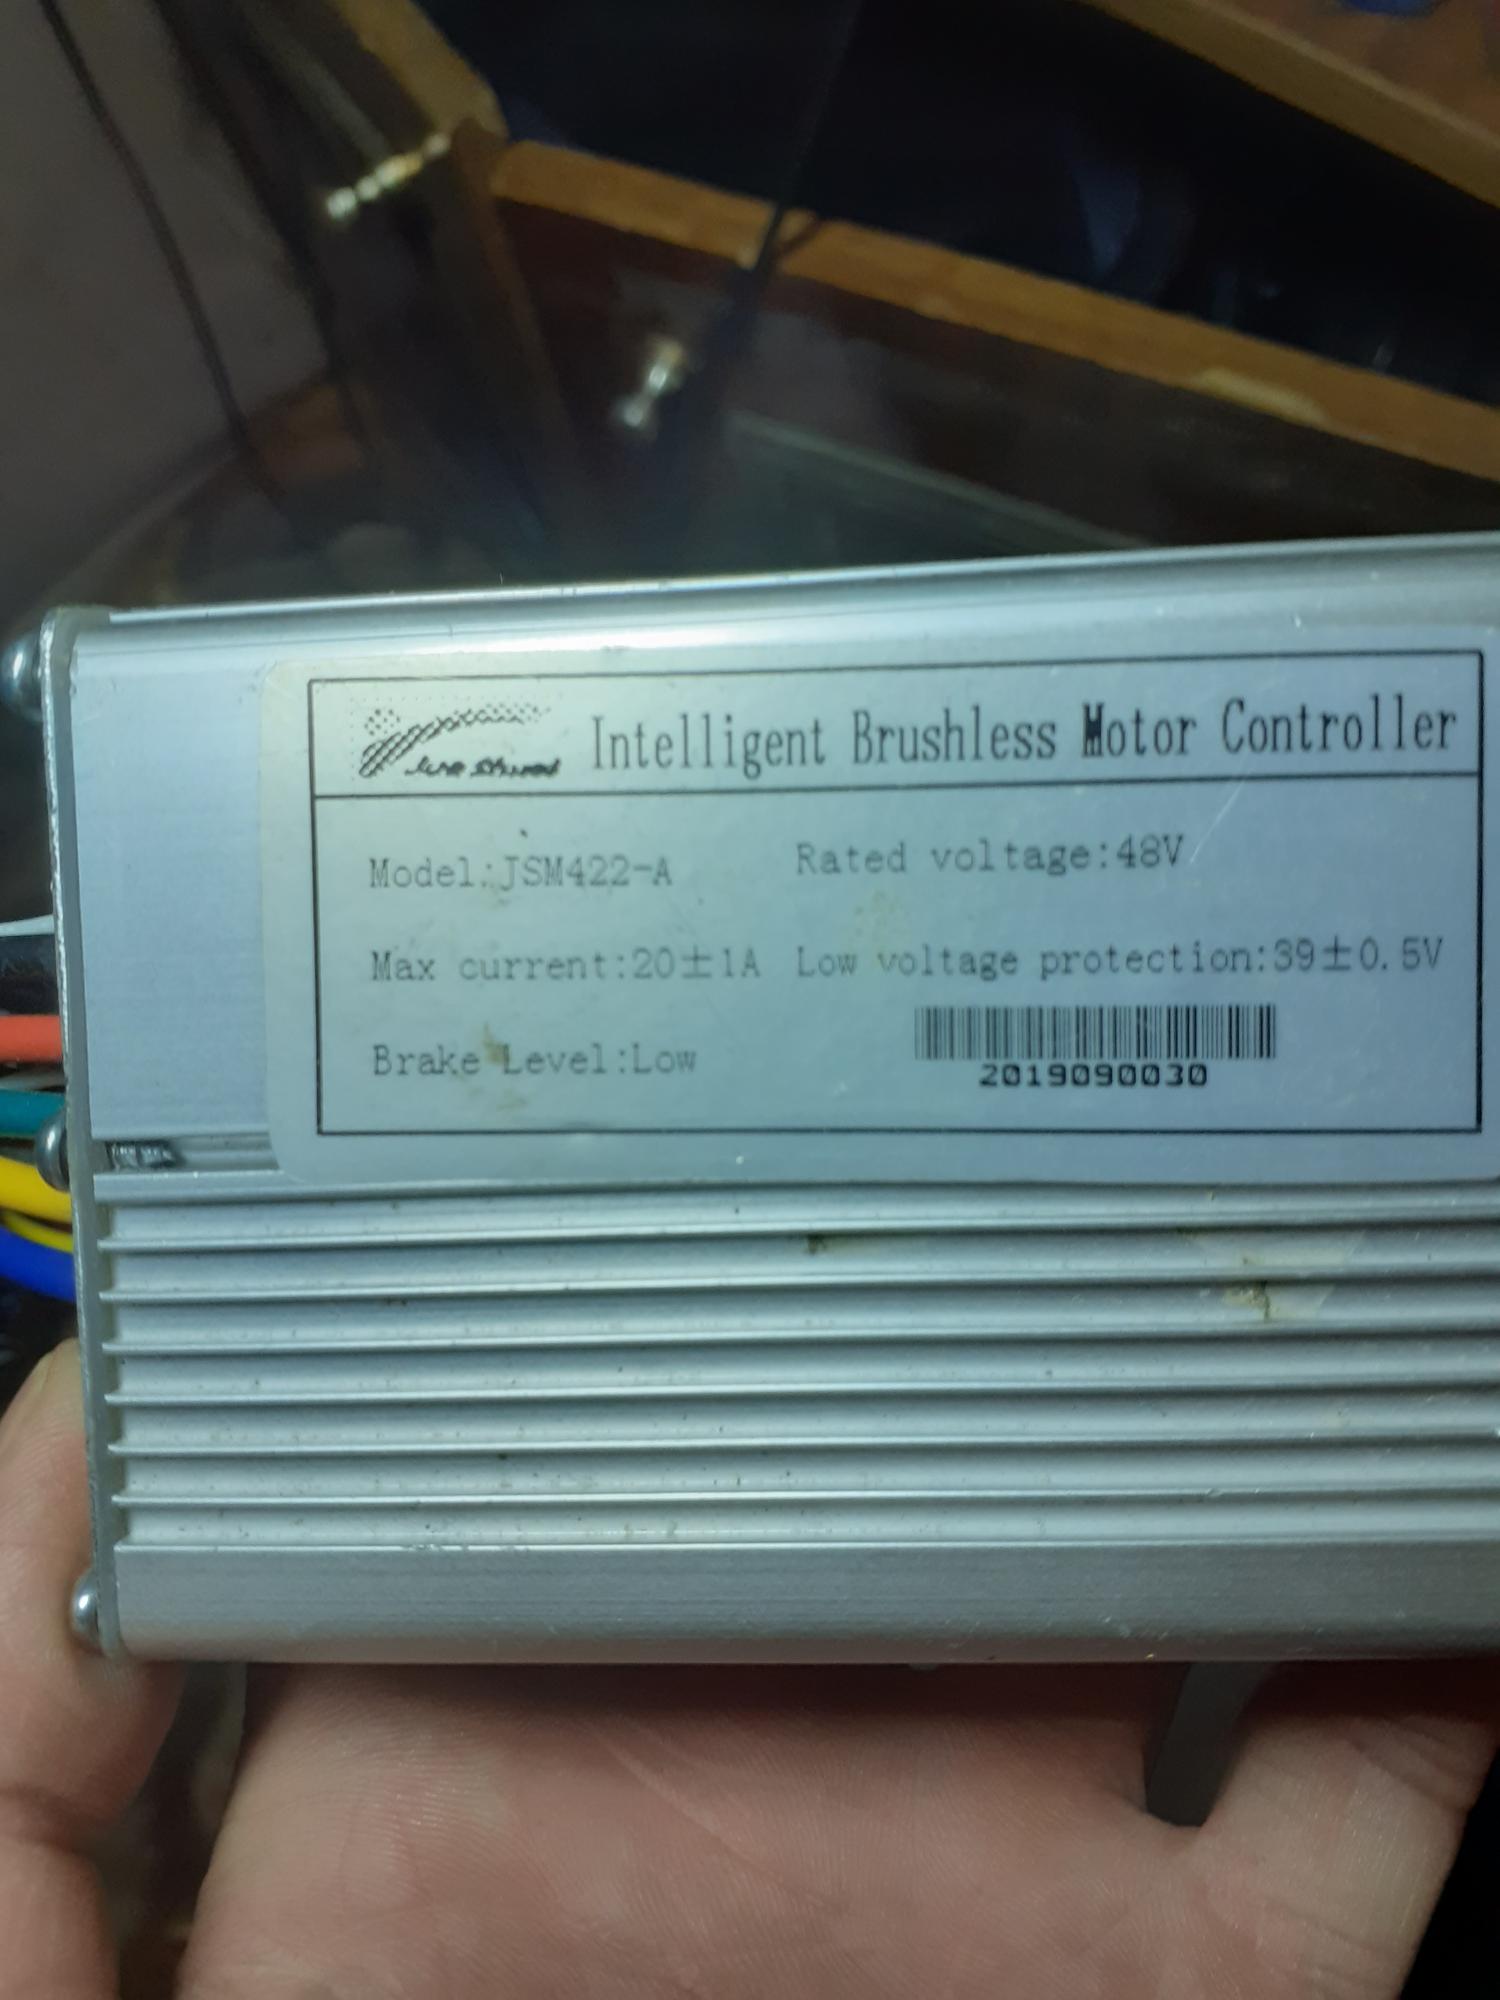 Intelligent Brushless Motor Controller
Model:JSM422-A Rated voltage:48V
Max current:20±1A Low voltage protection:39±0.5V
Brake Level:Low
2019090030